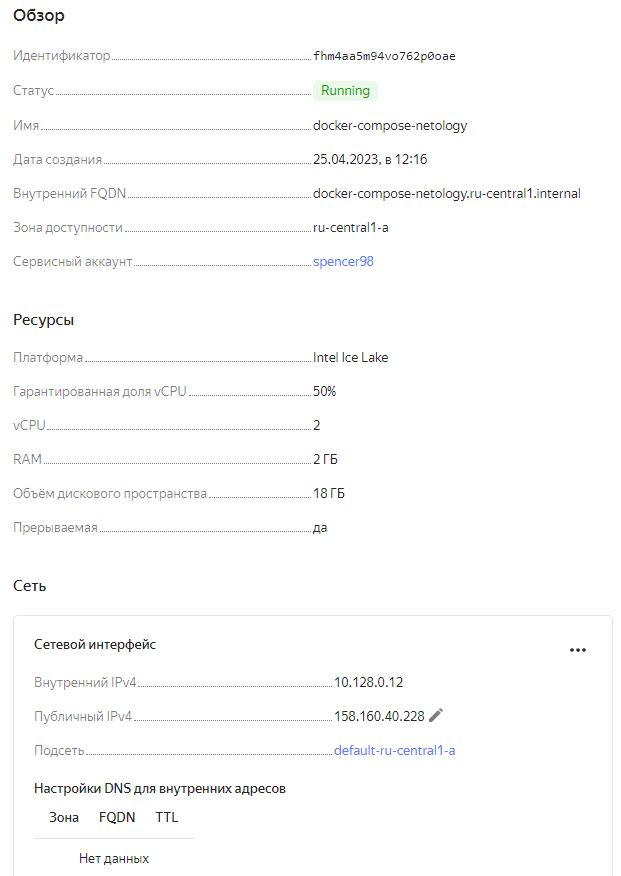 Обзор
Идентификатор fhm4aa5m94vo762p0oae
Статус Running
Имя docker-compose-netology
Дата создания 25.04.2023, в 12:16
Внутренний FQDN docker-compose-netology.ru-central1.internal
Зона доступности ru-central1-a
Сервисный аккаунт spencer98
Ресурсы
Платформа Intel Ice Lake
Гарантированная доля vCPU 50%
vCPU 2
RAM 2 ГБ
Объём дискового пространства 18 ГБ
Прерываемая да
Сеть
Сетевой интерфейс
Внутренний IPv4 10.128.0.12
Публичный IPv4 158.160.40.228
Подсеть default-ru-central1-a
Настройки DNS для внутренних адресов
Зона FQDN TTL
Нет данных